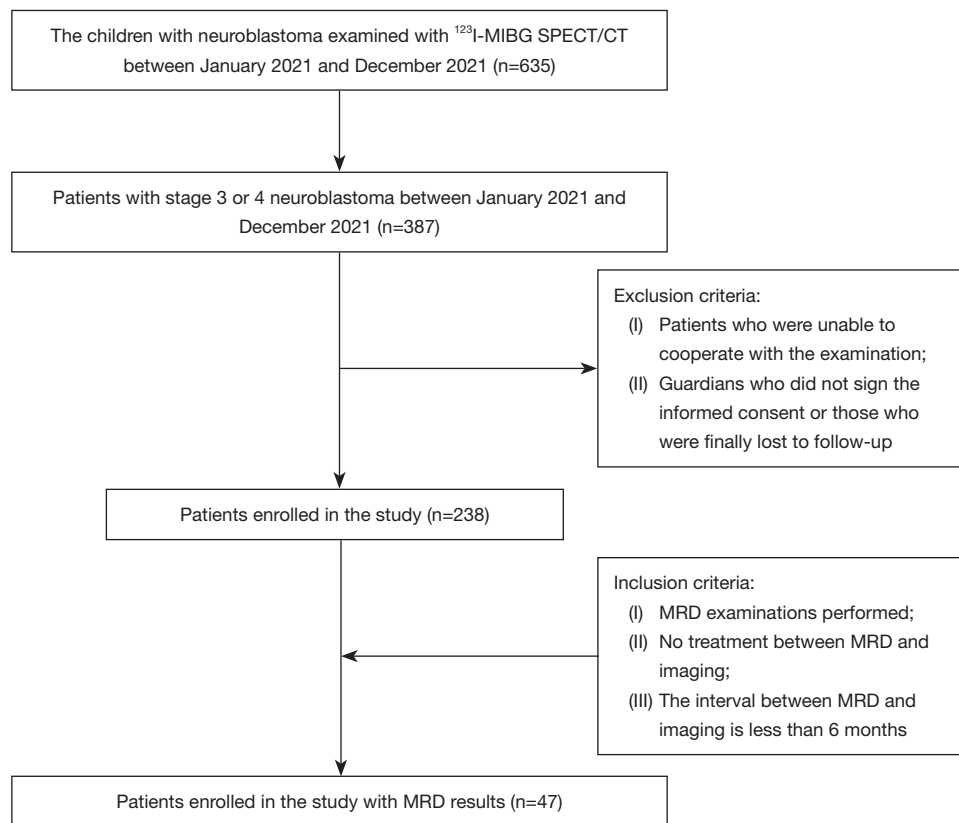 The children with neuroblastoma examined with ¹²³I-MIBG SPECT/CT
between January 2021 and December 2021 (n=635)
Patients with stage 3 or 4 neuroblastoma between January 2021 and
December 2021 (n=387)
Exclusion criteria:
(I) Patients who were unable to
cooperate with the examination;
(II) Guardians who did not sign the
informed consent or those who
were finally lost to follow-up
Patients enrolled in the study (n=238)
Inclusion criteria:
(I) MRD examinations performed;
(II) No treatment between MRD and
imaging;
(III) The interval between MRD and
imaging is less than 6 months
Patients enrolled in the study with MRD results (n=47)